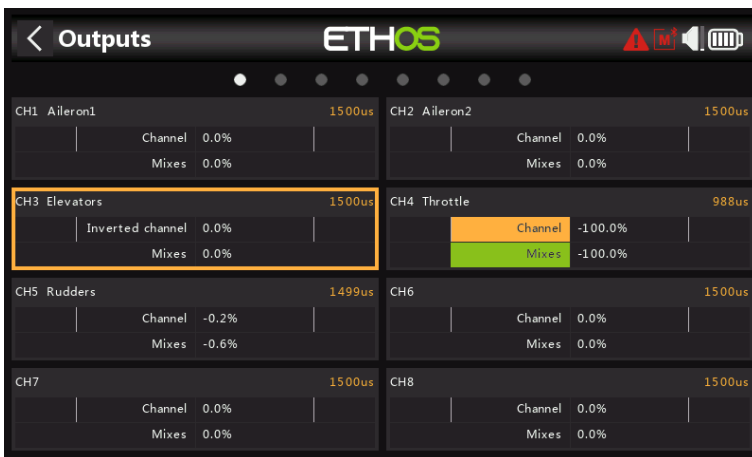 Outputs ETHOS M
CH1 Aileron1 1500us CH2 Aileron2 1500us
Channel 0.0% Channel 0.0%
Mixes 0.0% Mixes 0.0%
CH3 Elevators 1500us CH4 Throttle 988us
Inverted channel 0.0% Channel -100.0%
Mixes 0.0% Mixes -100.0%
CH5 Rudders 1499us CH6 1500us
Channel -0.2% Channel 0.0%
Mixes -0.6% Mixes 0.0%
CH7 1500us CH8 1500us
Channel 0.0% Channel 0.0%
Mixes 0.0% Mixes 0.0%